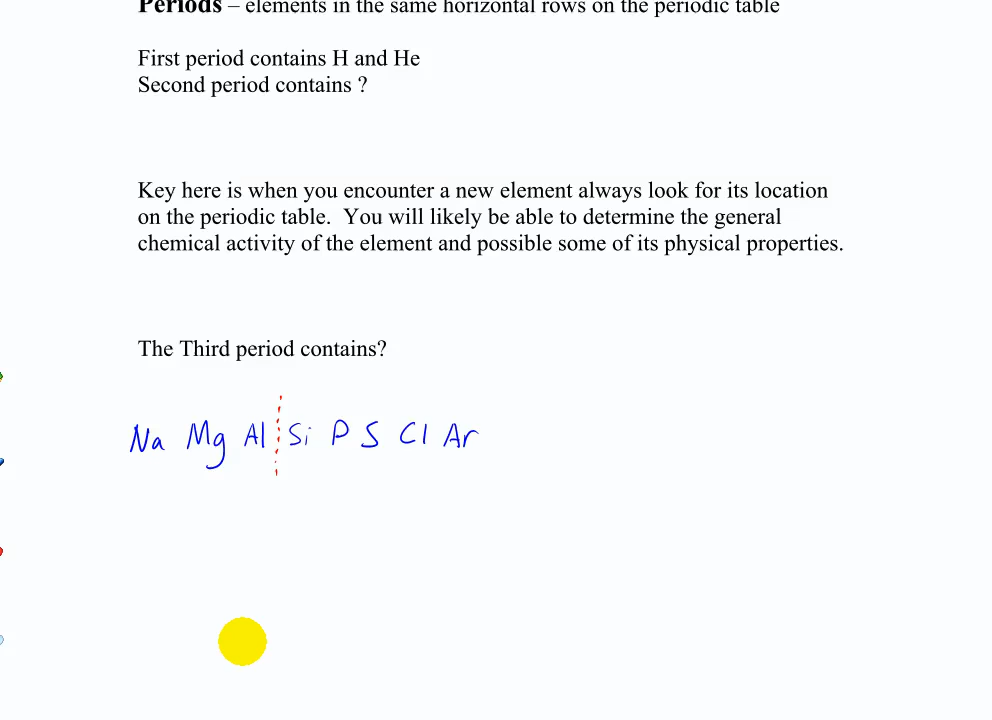 Periods – elements in the same horizontal rows on the periodic table
First period contains H and He
Second period contains ?
Key here is when you encounter a new element always look for its location
on the periodic table. You will likely be able to determine the general
chemical activity of the element and possible some of its physical properties.
The Third period contains?
Na Mg Al Si P S Cl Ar